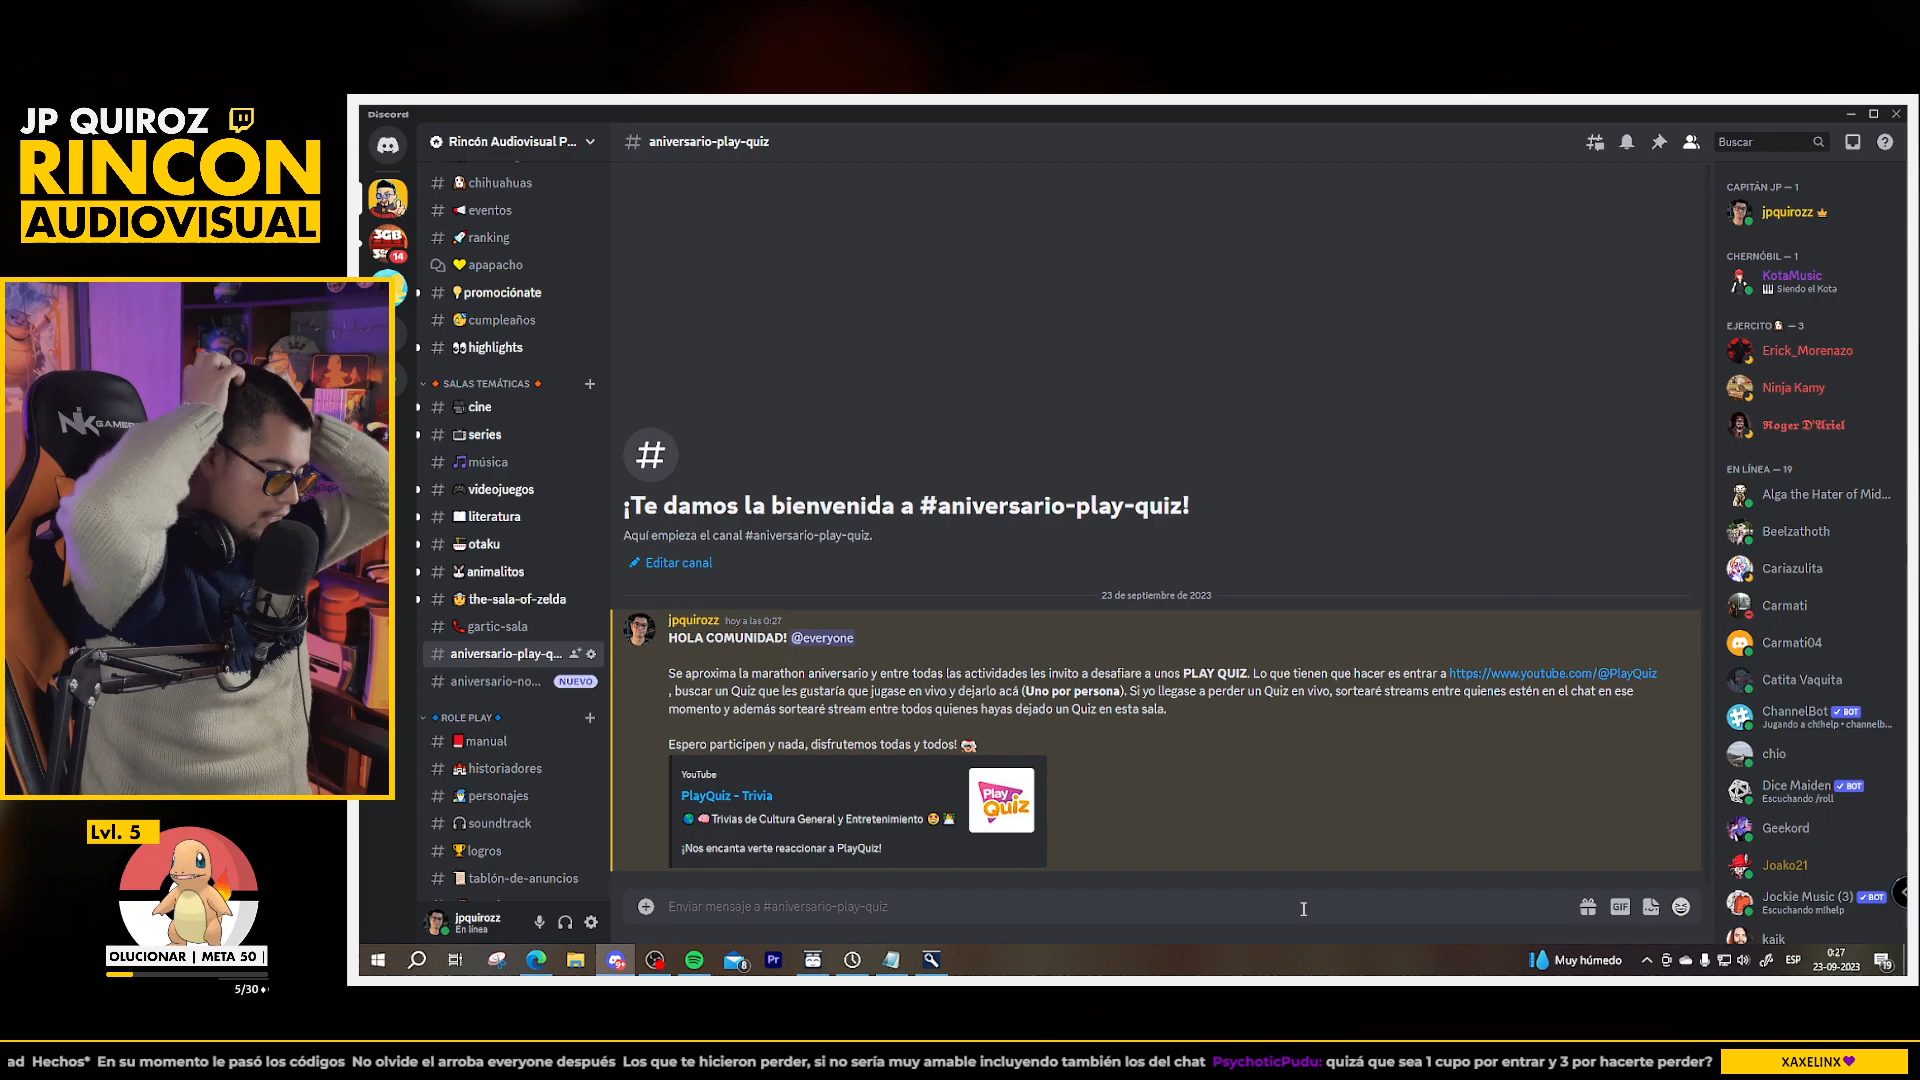 JP QUIROZ
RINCON
AUDIOVISUAL
NK GAMER
Lvl. 5
OLUCIONAR | META 50 |
5/30
Discord
Rincón Audiovisual P...
3GB
14
chihuahuas
eventos
ranking
apapacho
promociónate
cumpleaños
highlights
SALAS TEMÁTICAS
cine
series
música
videojuegos
literatura
otaku
animalitos
the-sala-of-zelda
gartic-sala
aniversario-play-q...
aniversario-no... NUEVO
ROLE PLAY
manual
historiadores
personajes
soundtrack
logros
tablón-de-anuncios
jpquirozz
En línea
# aniversario-play-quiz
Buscar
#
¡Te damos la bienvenida a #aniversario-play-quiz!
Aquí empieza el canal #aniversario-play-quiz.
Editar canal
23 de septiembre de 2023
jpquirozz hoy a las 0:27
HOLA COMUNIDAD! @everyone
Se aproxima la marathon aniversario y entre todas las actividades les invito a desafiare a unos PLAY QUIZ. Lo que tienen que hacer es entrar a https://www.youtube.com/@PlayQuiz
, buscar un Quiz que les gustaría que jugase en vivo y dejarlo acá (Uno por persona). Si yo llegase a perder un Quiz en vivo, sortearé streams entre quienes estén en el chat en ese
momento y además sortearé stream entre todos quienes hayas dejado un Quiz en esta sala.
Espero participen y nada, disfrutemos todas y todos!
YouTube
PlayQuiz - Trivia
Trivias de Cultura General y Entretenimiento
¡Nos encanta verte reaccionar a PlayQuiz!
Play
Quiz
Enviar mensaje a #aniversario-play-quiz
GIF
CAPITÁN JP — 1
jpquirozz
CHERNÓBIL — 1
KotaMusic
Siendo el Kota
EJERCITO — 3
Erick_Morenazo
Ninja Kamy
Roger D'Ariel
EN LÍNEA — 19
Alga the Hater of Mid...
Beelzathoth
Cariazulita
Carmati
Carmati04
Catita Vaquita
ChannelBot BOT
Jugando a ch!help • channelb...
chio
Dice Maiden BOT
Escuchando /roll
Geekord
Joako21
Jockie Music (3) BOT
Escuchando m!help
kaik
8
Pr
Muy húmedo
ESP
0:27
23-09-2023
19
ad Hechos* En su momento le pasó los códigos No olvide el arroba everyone después Los que te hicieron perder, si no sería muy amable incluyendo también los del chat PsychoticPudu: quizá que sea 1 cupo por entrar y 3 por hacerte perder?
XAXELINX